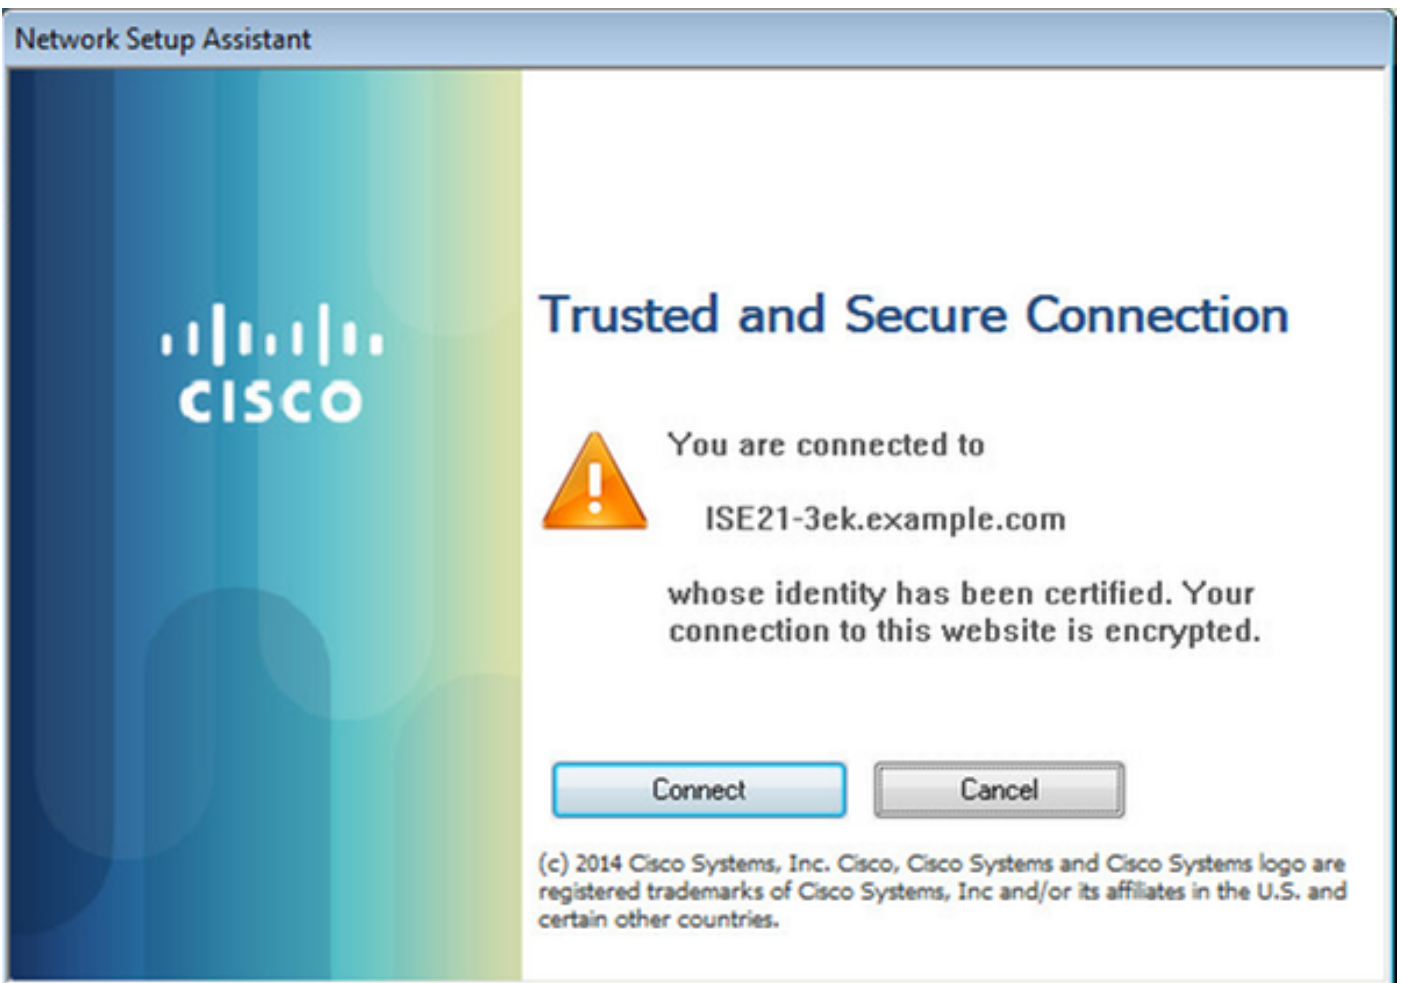 Network Setup Assistant
CISCO
Trusted and Secure Connection
You are connected to
ISE21-3ek.example.com
whose identity has been certified. Your
connection to this website is encrypted.
Connect
Cancel
(c) 2014 Cisco Systems, Inc. Cisco, Cisco Systems and Cisco Systems logo are
registered trademarks of Cisco Systems, Inc and/or its affiliates in the U.S. and
certain other countries.